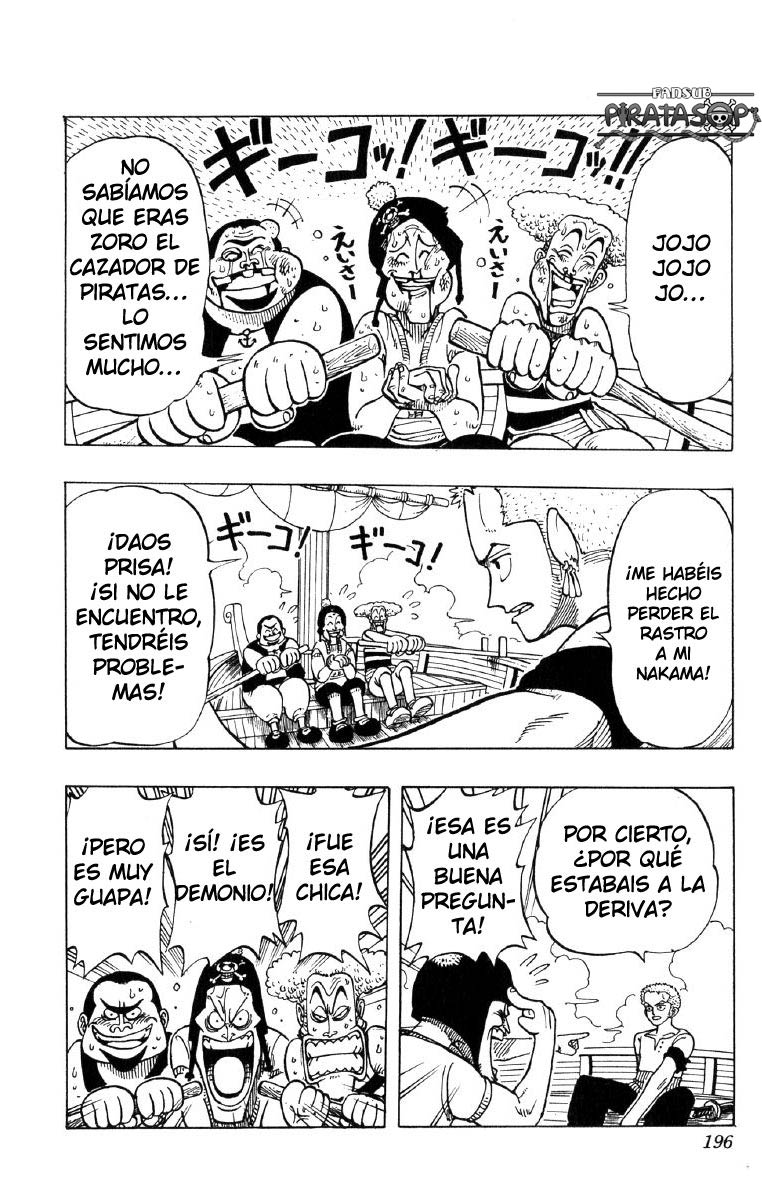 FANSUB
PIRATASOP
ギーコッ!
ギーコッ!!
JOJO
JOJO
JO...
えいさー
えいさー
NO
SABÍAMOS
QUE ERAS
ZORO EL
CAZADOR DE
PIRATAS...
LO
SENTIMOS
MUCHO...
¡ME HABÉIS
HECHO
PERDER EL
RASTRO
A MI
NAKAMA!
ギーコ!
ギーコ!
¡DAOS
PRISA!
¡SI NO LE
ENCUENTRO,
TENDRÉIS
PROBLE-
MAS!
POR CIERTO,
¿POR QUÉ
ESTABAIS A LA
DERIVA?
¡ESA ES
UNA
BUENA
PREGUN-
TA!
¡FUE
ESA
CHICA!
¡SÍ! ¡ES
EL
DEMONIO!
¡PERO
ES MUY
GUAPA!
196